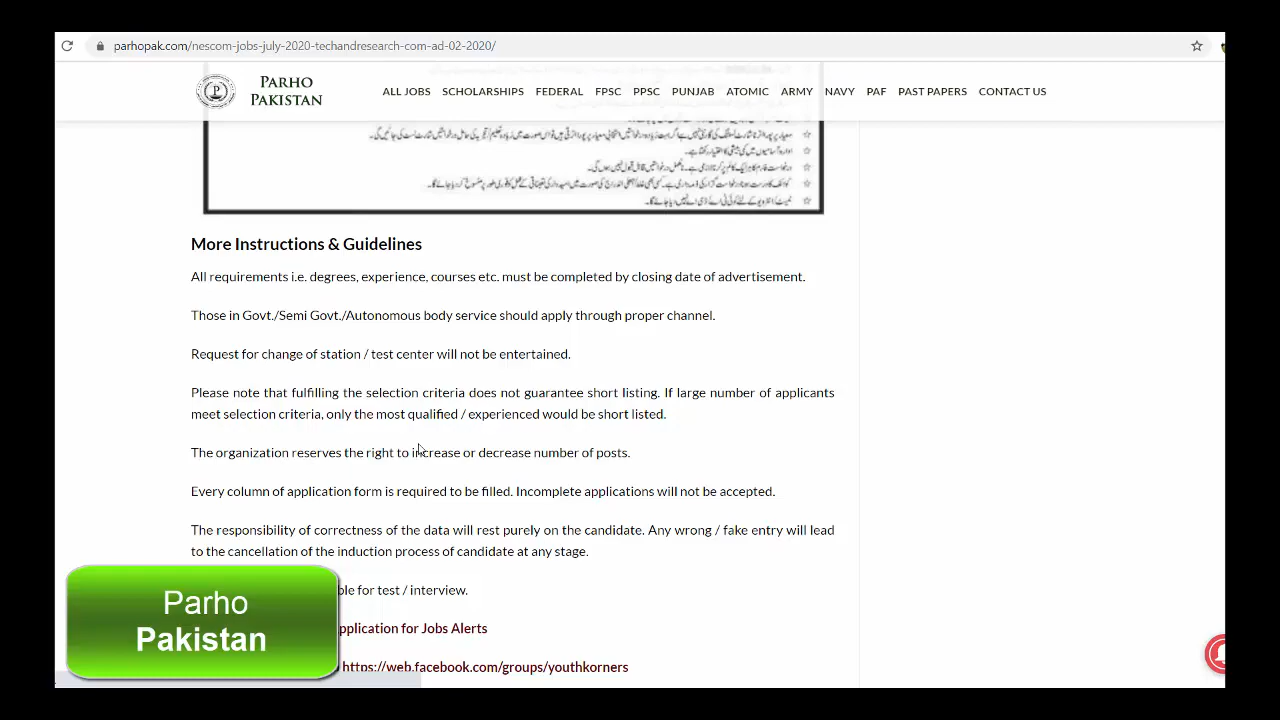 parhopak.com/nescom-jobs-july-2020-techandresearch-com-ad-02-2020/
P
PARHO
PAKISTAN
ALL JOBS SCHOLARSHIPS FEDERAL FPSC PPSC PUNJAB ATOMIC ARMY NAVY PAF PAST PAPERS CONTACT US
ادارہ آسامیوں میں کمی بیشی کا اختیار رکھتا ہے۔
More Instructions & Guidelines
All requirements i.e. degrees, experience, courses etc. must be completed by closing date of advertisement.
Those in Govt./Semi Govt./Autonomous body service should apply through proper channel.
Request for change of station / test center will not be entertained.
Please note that fulfilling the selection criteria does not guarantee short listing. If large number of applicants
meet selection criteria, only the most qualified / experienced would be short listed.
The organization reserves the right to increase or decrease number of posts.
Every column of application form is required to be filled. Incomplete applications will not be accepted.
The responsibility of correctness of the data will rest purely on the candidate. Any wrong / fake entry will lead
to the cancellation of the induction process of candidate at any stage.
for test / interview.
for Jobs Alerts
https://web.facebook.com/groups/youthkorners
Parho
Pakistan